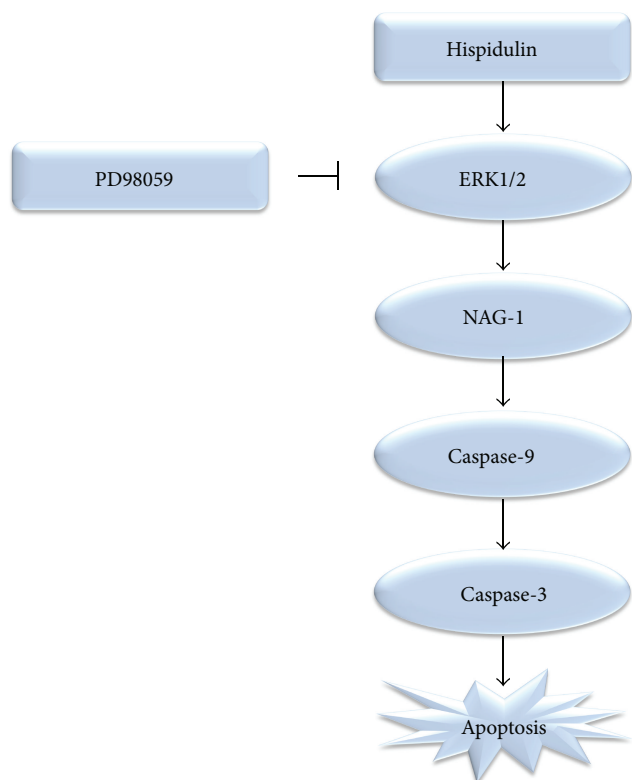 Hispidulin
PD98059
ERK1/2
NAG-1
Caspase-9
Caspase-3
Apoptosis